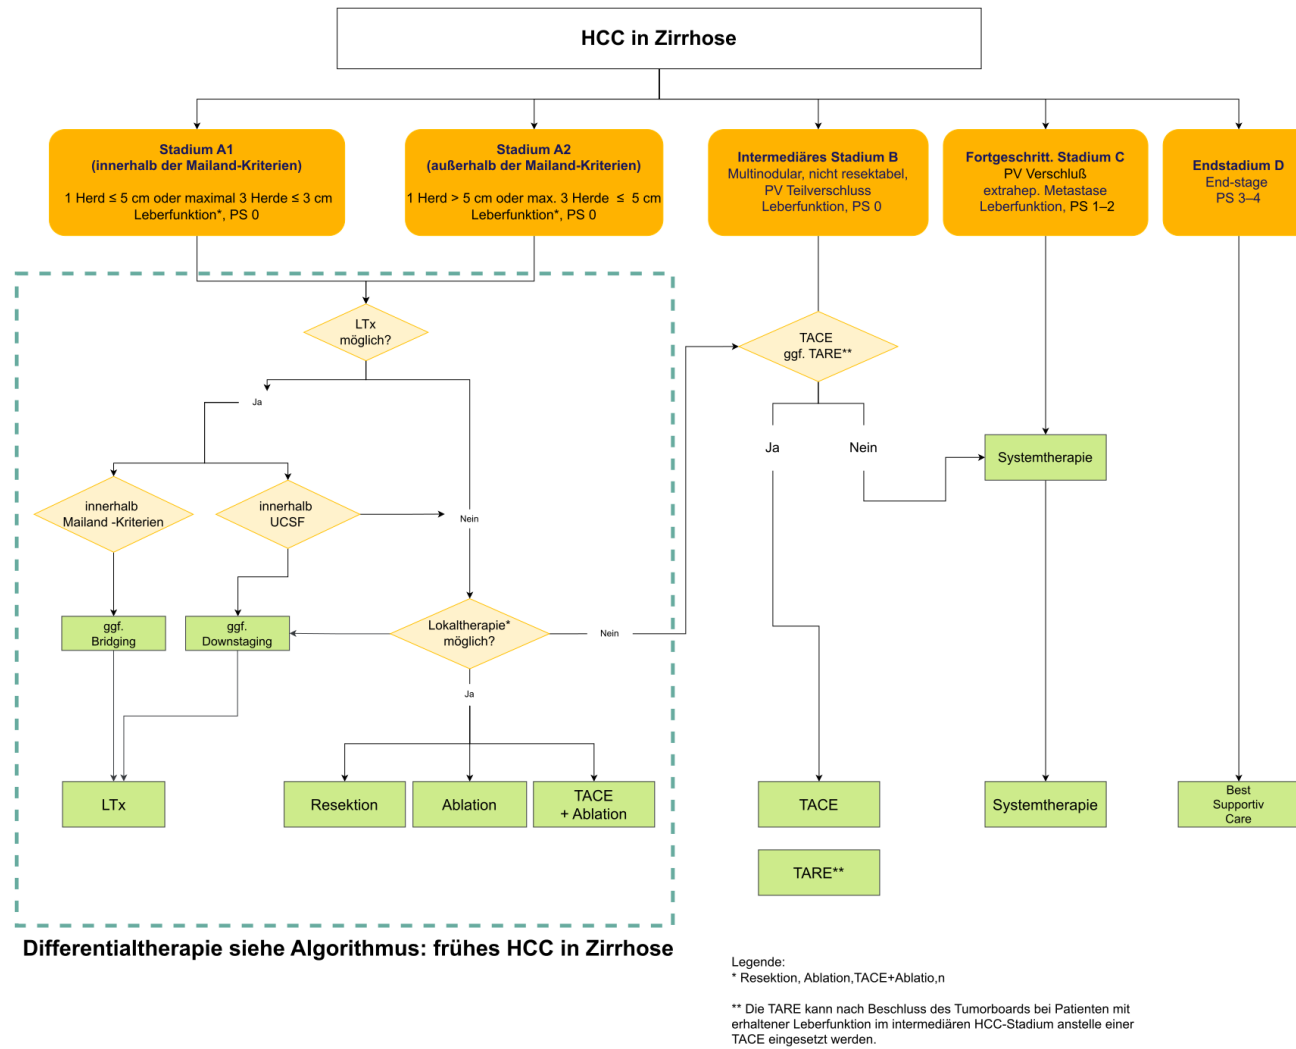 HCC in Zirrhose
Stadium A1
(innerhalb der Mailand-Kriterien)
1 Herd ≤ 5 cm oder maximal 3 Herde ≤ 3 cm
Leberfunktion*, PS 0
Stadium A2
(außerhalb der Mailand-Kriterien)
1 Herd > 5 cm oder max. 3 Herde ≤ 5 cm
Leberfunktion*, PS 0
Intermediäres Stadium B
Multinodular, nicht resektabel,
PV Teilverschluss
Leberfunktion, PS 0
Fortgeschritt. Stadium C
PV Verschluß
extrahep. Metastase
Leberfunktion, PS 1–2
Endstadium D
End-stage
PS 3–4
LTx
möglich?
TACE
ggf. TARE**
Ja
Ja
Nein
Systemtherapie
innerhalb
Mailand -Kriterien
innerhalb
UCSF
Nein
ggf.
Bridging
ggf.
Downstaging
Lokaltherapie*
möglich?
Nein
Ja
LTx
Resektion
Ablation
TACE
+ Ablation
TACE
Systemtherapie
Best
Supportiv
Care
TARE**
Differentialtherapie siehe Algorithmus: frühes HCC in Zirrhose
Legende:
* Resektion, Ablation,TACE+Ablatio,n
** Die TARE kann nach Beschluss des Tumorboards bei Patienten mit
erhaltener Leberfunktion im intermediären HCC-Stadium anstelle einer
TACE eingesetzt werden.